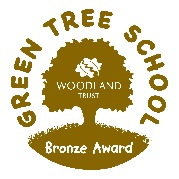 GREEN TREE SCHOOL
WOODLAND
TRUST
Bronze Award